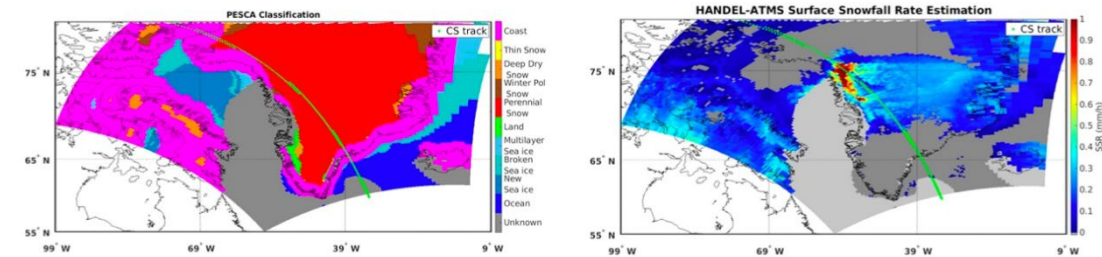 PESCA Classification
CS track
Coast
Thin Snow
Deep Dry
Snow
Winter Pol
Snow
Perennial
Snow
Land
Multilayer
Sea ice
Broken
Sea ice
New
Sea ice
Ocean
Unknown
75° N
65° N
55° N
99° W
69° W
39° W
9° W
HANDEL-ATMS Surface Snowfall Rate Estimation
CS track
75° N
65° N
55° N
99° W
69° W
39° W
9° W
1
0.9
0.8
0.7
0.6
0.5
0.4
0.3
0.2
0.1
0
SSR (mm/h)